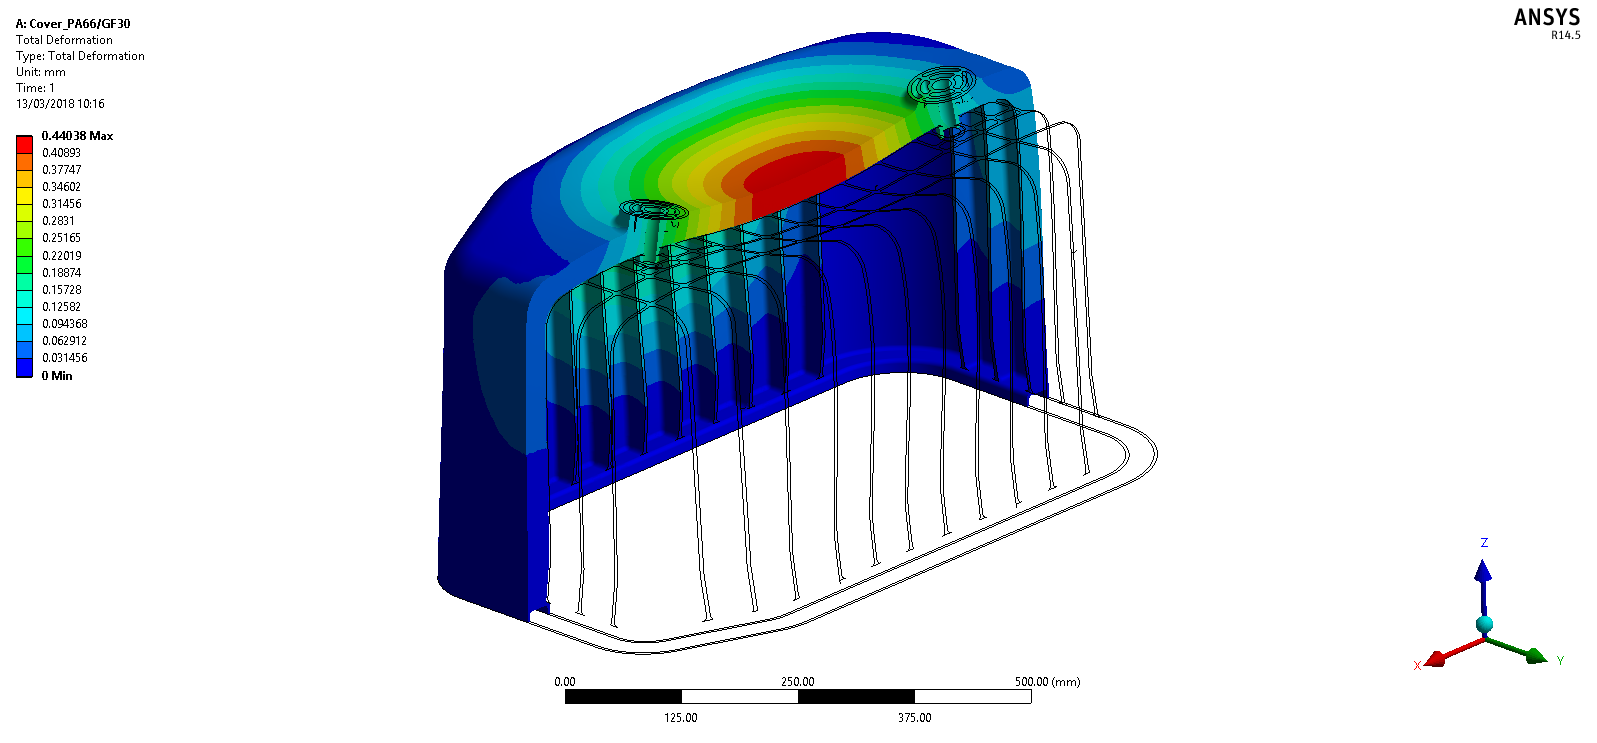 A: Cover_PA66/GF30
Total Deformation
Type: Total Deformation
Unit: mm
Time: 1
13/03/2018 10:16
0.44038 Max
0.40893
0.37747
0.34602
0.31456
0.2831
0.25165
0.22019
0.18874
0.15728
0.12582
0.094368
0.062912
0.031456
0 Min
ANSYS
R14.5
0.00
250.00
500.00 (mm)
125.00
375.00
Z
X
Y